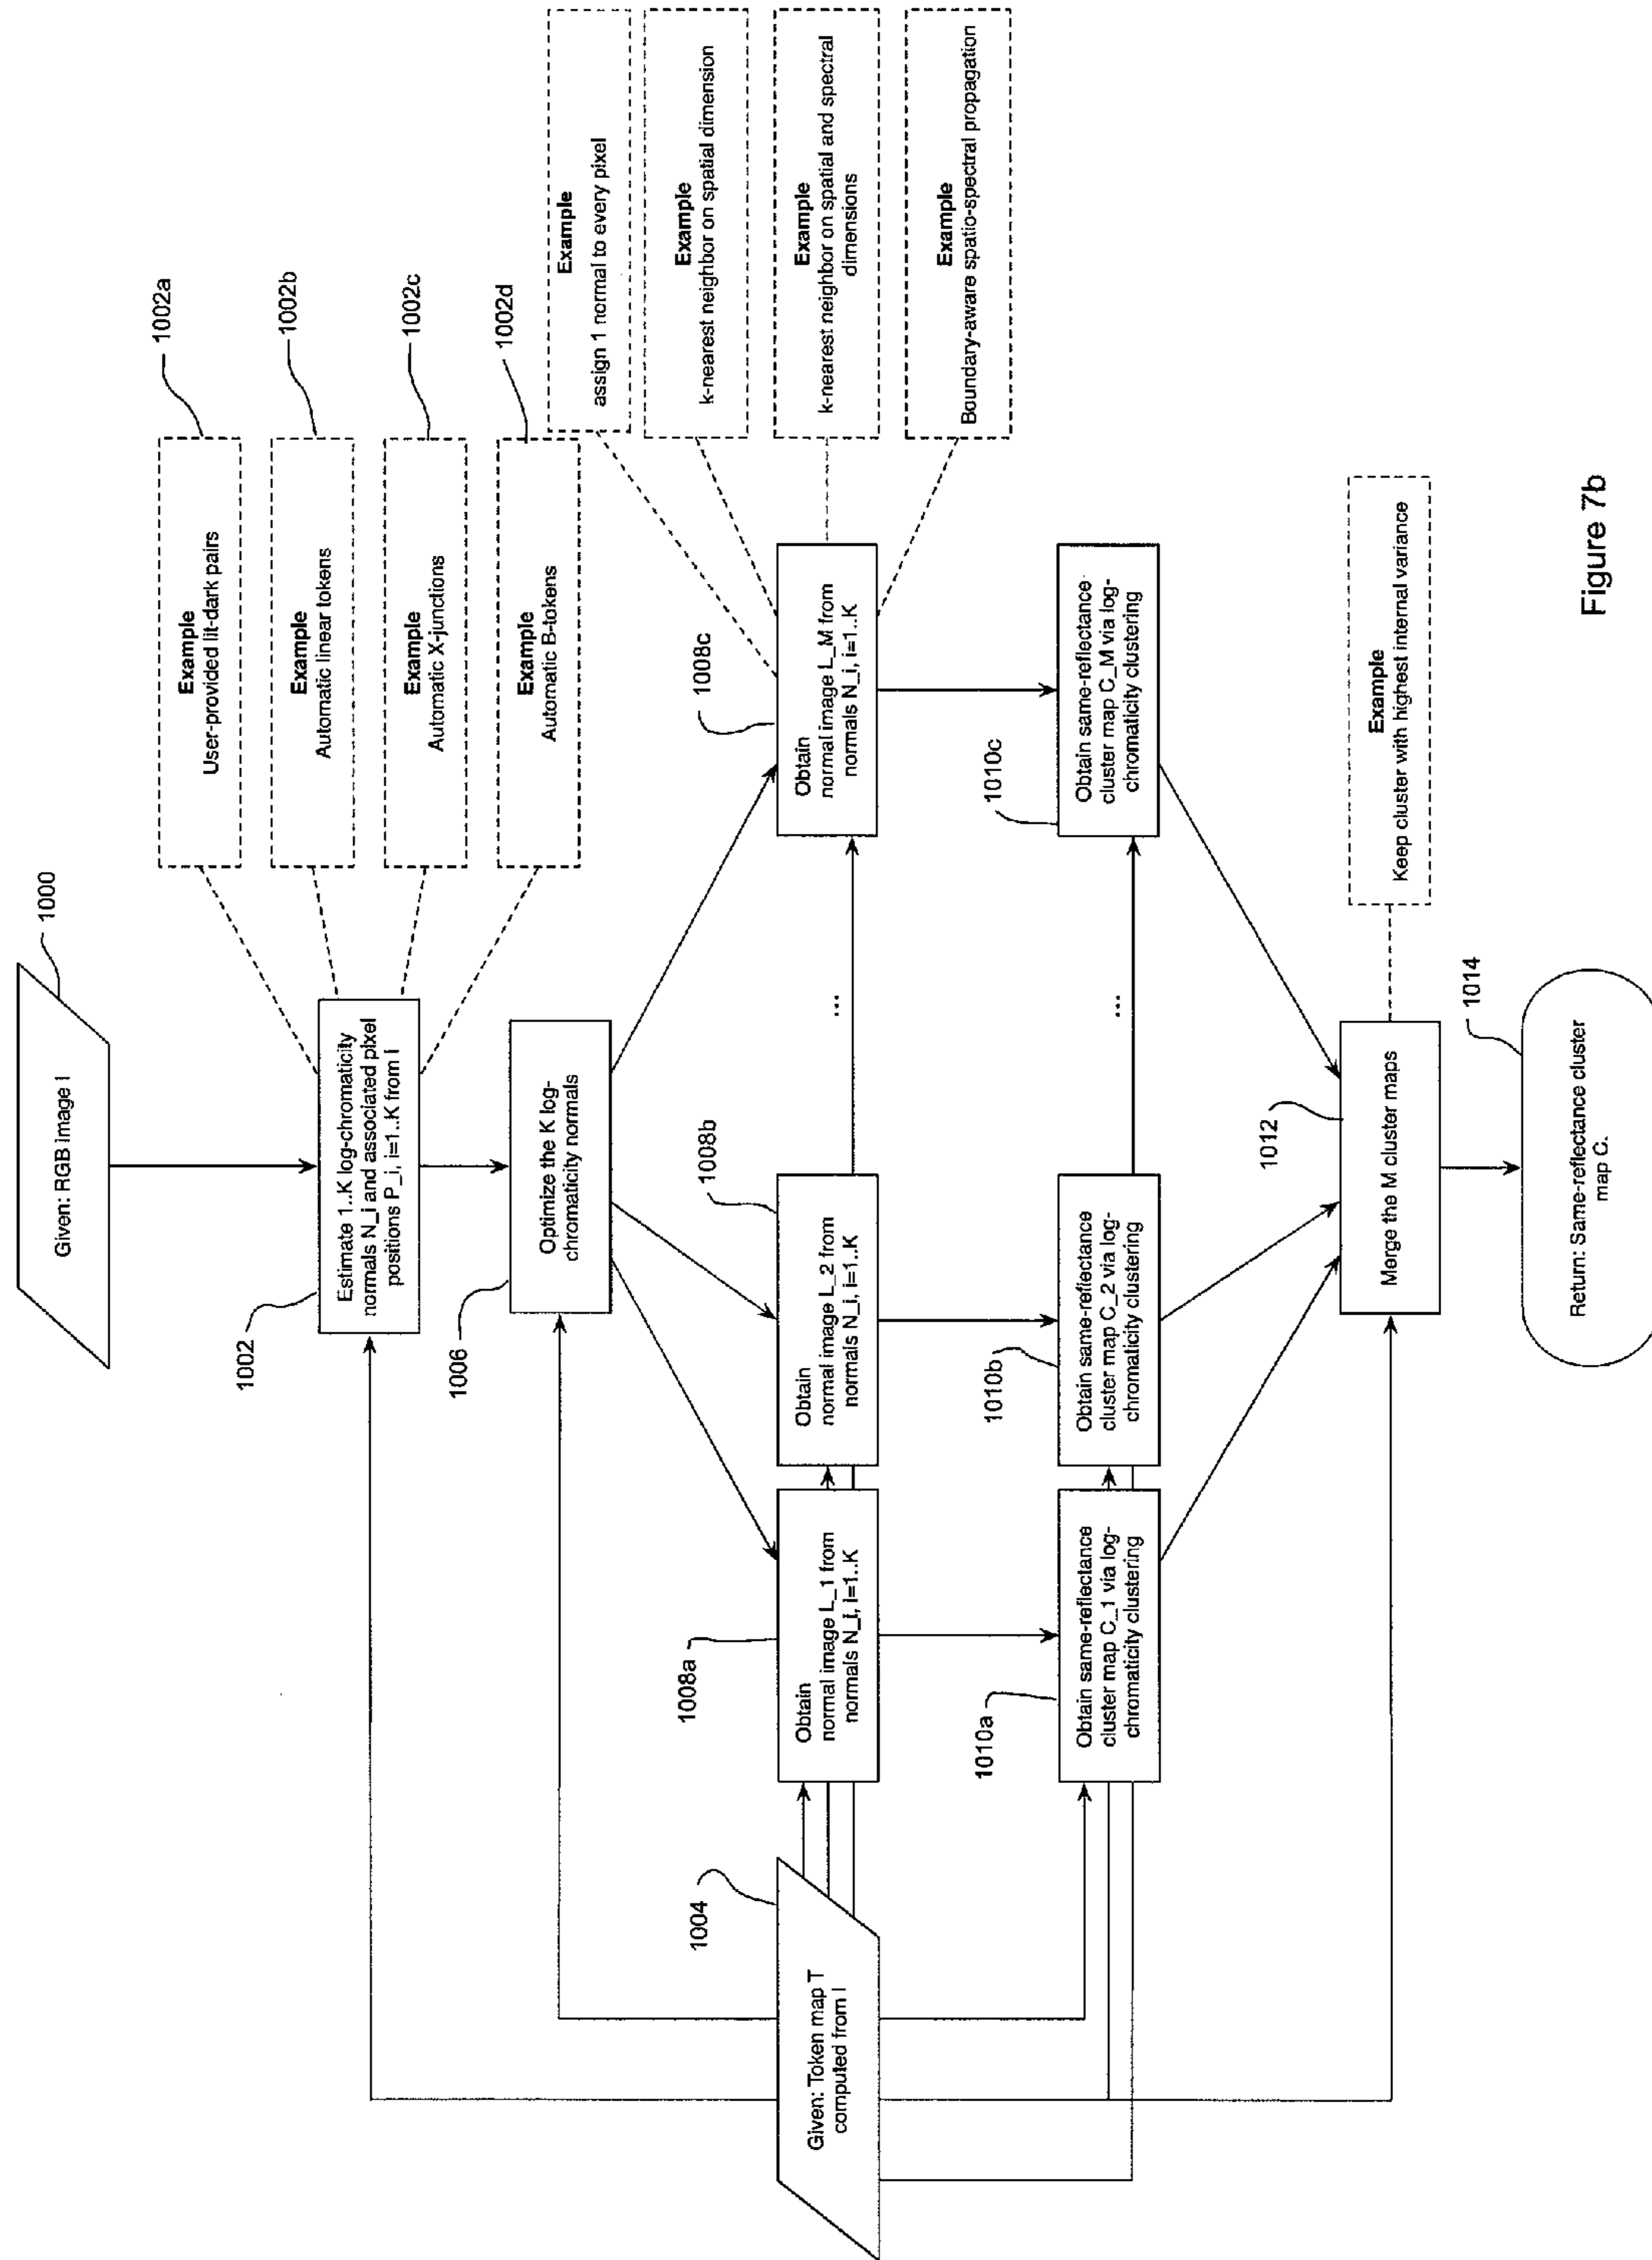 Given: RGB image I
1000
Estimate 1..K log-chromaticity
normals N_i and associated pixel
positions P_i, i=1..K from I
1002
Example
User-provided lit-dark pairs
1002a
Example
Automatic linear tokens
1002b
Example
Automatic X-junctions
1002c
Example
Automatic B-tokens
1002d
Optimize the K log-
chromaticity normals
1006
Given: Token map T
computed from I
1004
Obtain
normal image L_1 from
normals N_i, i=1..K
1008a
Obtain
normal image L_2 from
normals N_i, i=1..K
1008b
...
Obtain
normal image L_M from
normals N_i, i=1..K
1008c
Example
assign 1 normal to every pixel
Example
k-nearest neighbor on spatial dimension
Example
k-nearest neighbor on spatial and spectral
dimensions
Example
Boundary-aware spatio-spectral propagation
Obtain same-reflectance
cluster map C_1 via log-
chromaticity clustering
1010a
Obtain same-reflectance
cluster map C_2 via log-
chromaticity clustering
1010b
...
Obtain same-reflectance
cluster map C_M via log-
chromaticity clustering
1010c
Merge the M cluster maps
1012
Example
Keep cluster with highest internal variance
Return: Same-reflectance cluster
map C.
1014
Figure 7b